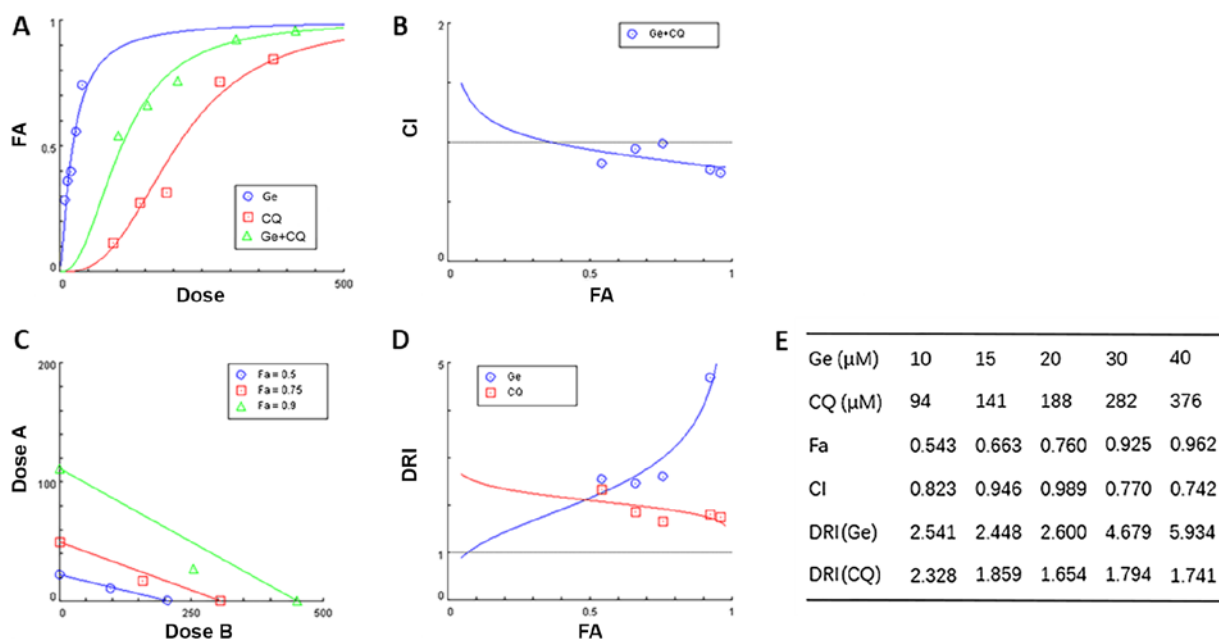 A
1
FA
0.5
0
0
500
Dose
Ge
CQ
Ge+CQ
B
2
CI
1
0
0
0.5
1
FA
Ge+CQ
C
200
Dose A
120
80
0
0
250
500
Dose B
Fa = 0.5
Fa = 0.75
Fa = 0.9
D
5
DRI
1
0
0
0.5
1
FA
Ge
CQ
E
Ge (μM) 10 15 20 30 40
CQ (μM) 94 141 188 282 376
Fa 0.543 0.663 0.760 0.925 0.962
CI 0.823 0.946 0.989 0.770 0.742
DRI(Ge) 2.541 2.448 2.600 4.679 5.934
DRI(CQ) 2.328 1.859 1.654 1.794 1.741